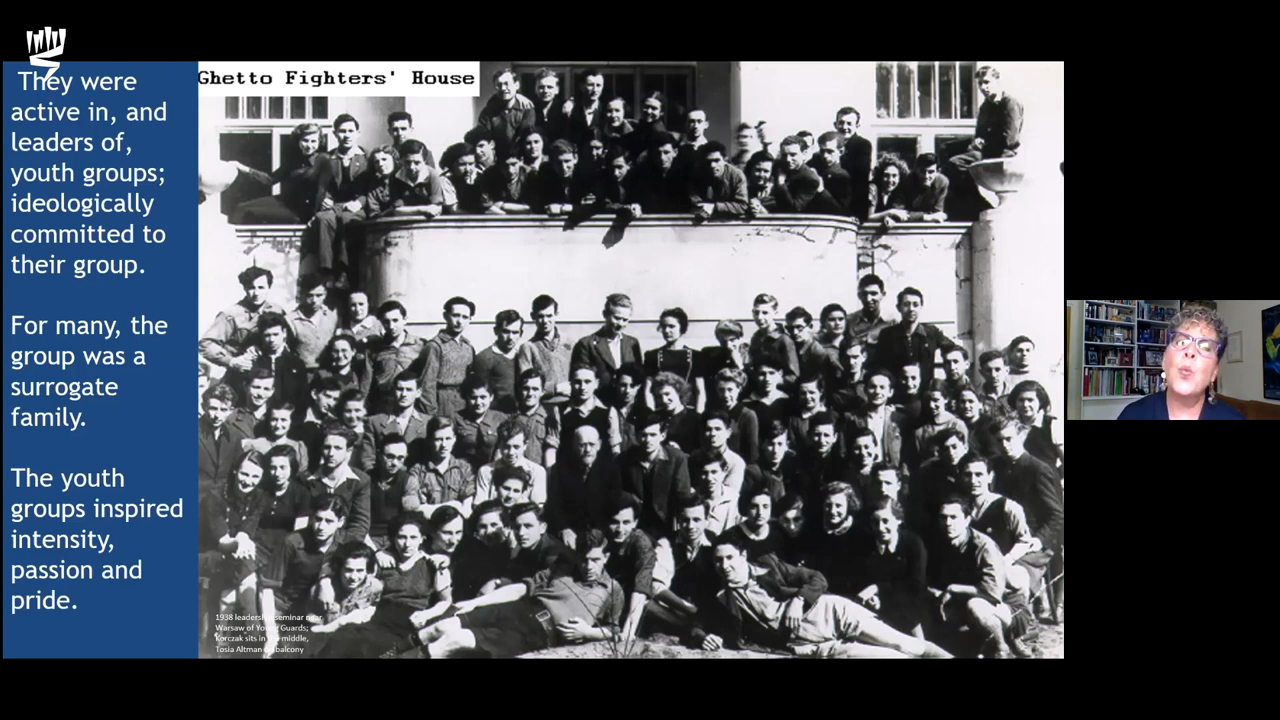 They were
active in, and
leaders of,
youth groups;
ideologically
committed to
their group.
For many, the
group was a
surrogate
family.
The youth
groups inspired
intensity,
passion and
pride.
Ghetto Fighters' House
1938 leadership seminar near
Warsaw of Young Guards;
Korczak sits in the middle,
Tosia Altman balcony